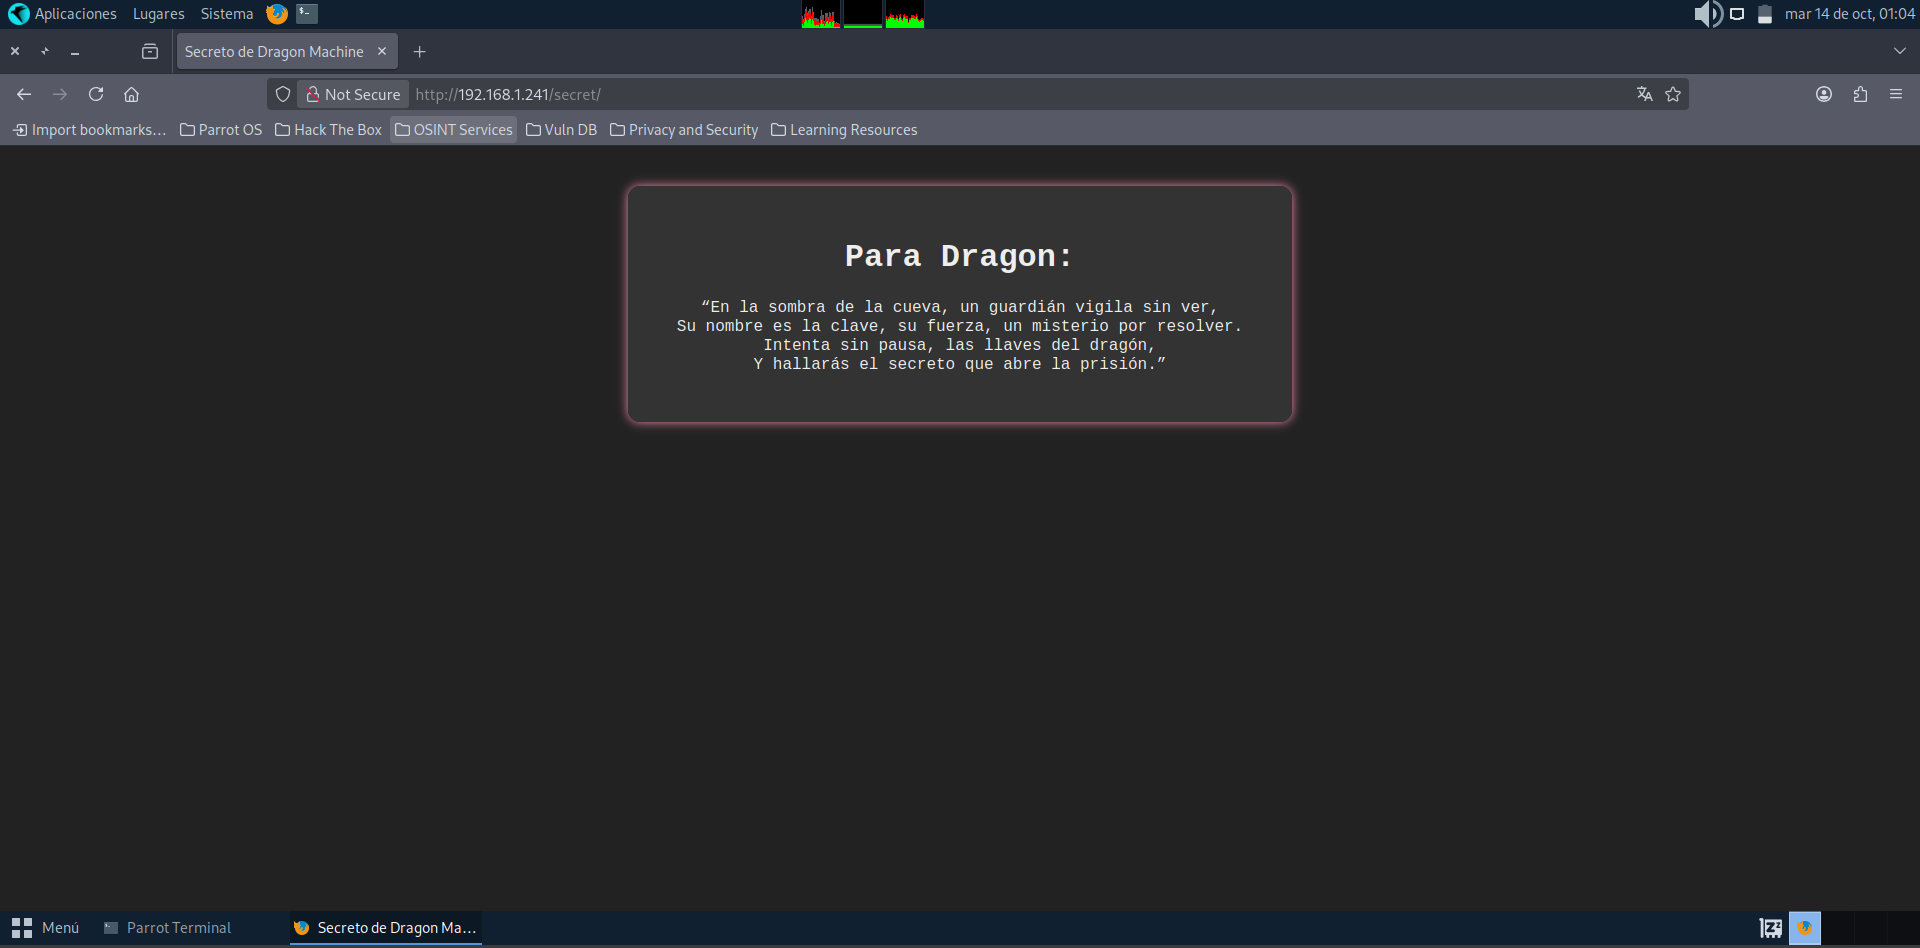 Aplicaciones Lugares Sistema mar 14 de oct, 01:04
Secreto de Dragon Machine
Not Secure http://192.168.1.241/secret/
Import bookmarks... Parrot OS Hack The Box OSINT Services Vuln DB Privacy and Security Learning Resources
Para Dragon:
“En la sombra de la cueva, un guardián vigila sin ver,
Su nombre es la clave, su fuerza, un misterio por resolver.
Intenta sin pausa, las llaves del dragón,
Y hallarás el secreto que abre la prisión.”
Menú Parrot Terminal Secreto de Dragon Ma...